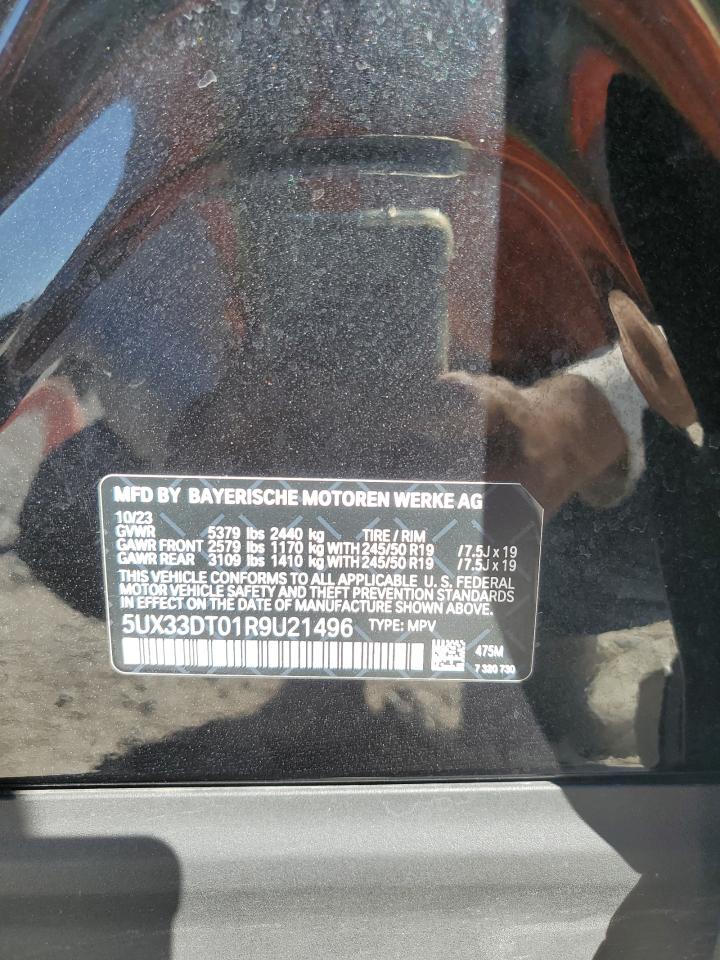 MFD BY BAYERISCHE MOTOREN WERKE AG
10/23
GVWR 5379 lbs 2440 kg TIRE / RIM
GAWR FRONT 2579 lbs 1170 kg WITH 245/50 R19 /7.5J x 19
GAWR REAR 3109 lbs 1410 kg WITH 245/50 R19 /7.5J x 19
THIS VEHICLE CONFORMS TO ALL APPLICABLE U. S. FEDERAL
MOTOR VEHICLE SAFETY AND THEFT PREVENTION STANDARDS
IN EFFECT ON THE DATE OF MANUFACTURE SHOWN ABOVE.
5UX33DT01R9U21496 TYPE: MPV
475M
7 320 730